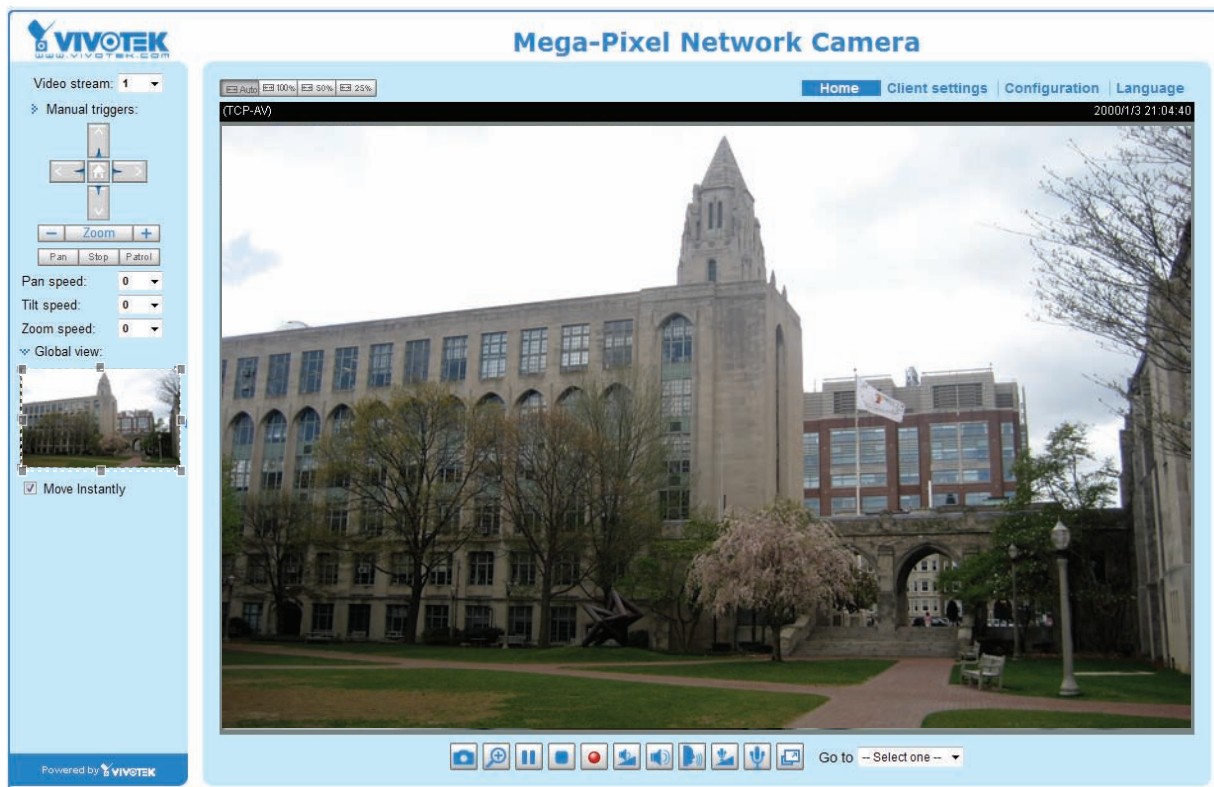 VIVOTEK
www.vivotek.com
Mega-Pixel Network Camera
Video stream: 1
Manual triggers:
Zoom
Pan Stop Patrol
Pan speed: 0
Tilt speed: 0
Zoom speed: 0
Global view:
Move Instantly
Powered by VIVOTEK
Auto 100% 50% 25%
Home Client settings Configuration Language
(TCP-AV) 2000/1/3 21:04:40
Go to -- Select one --